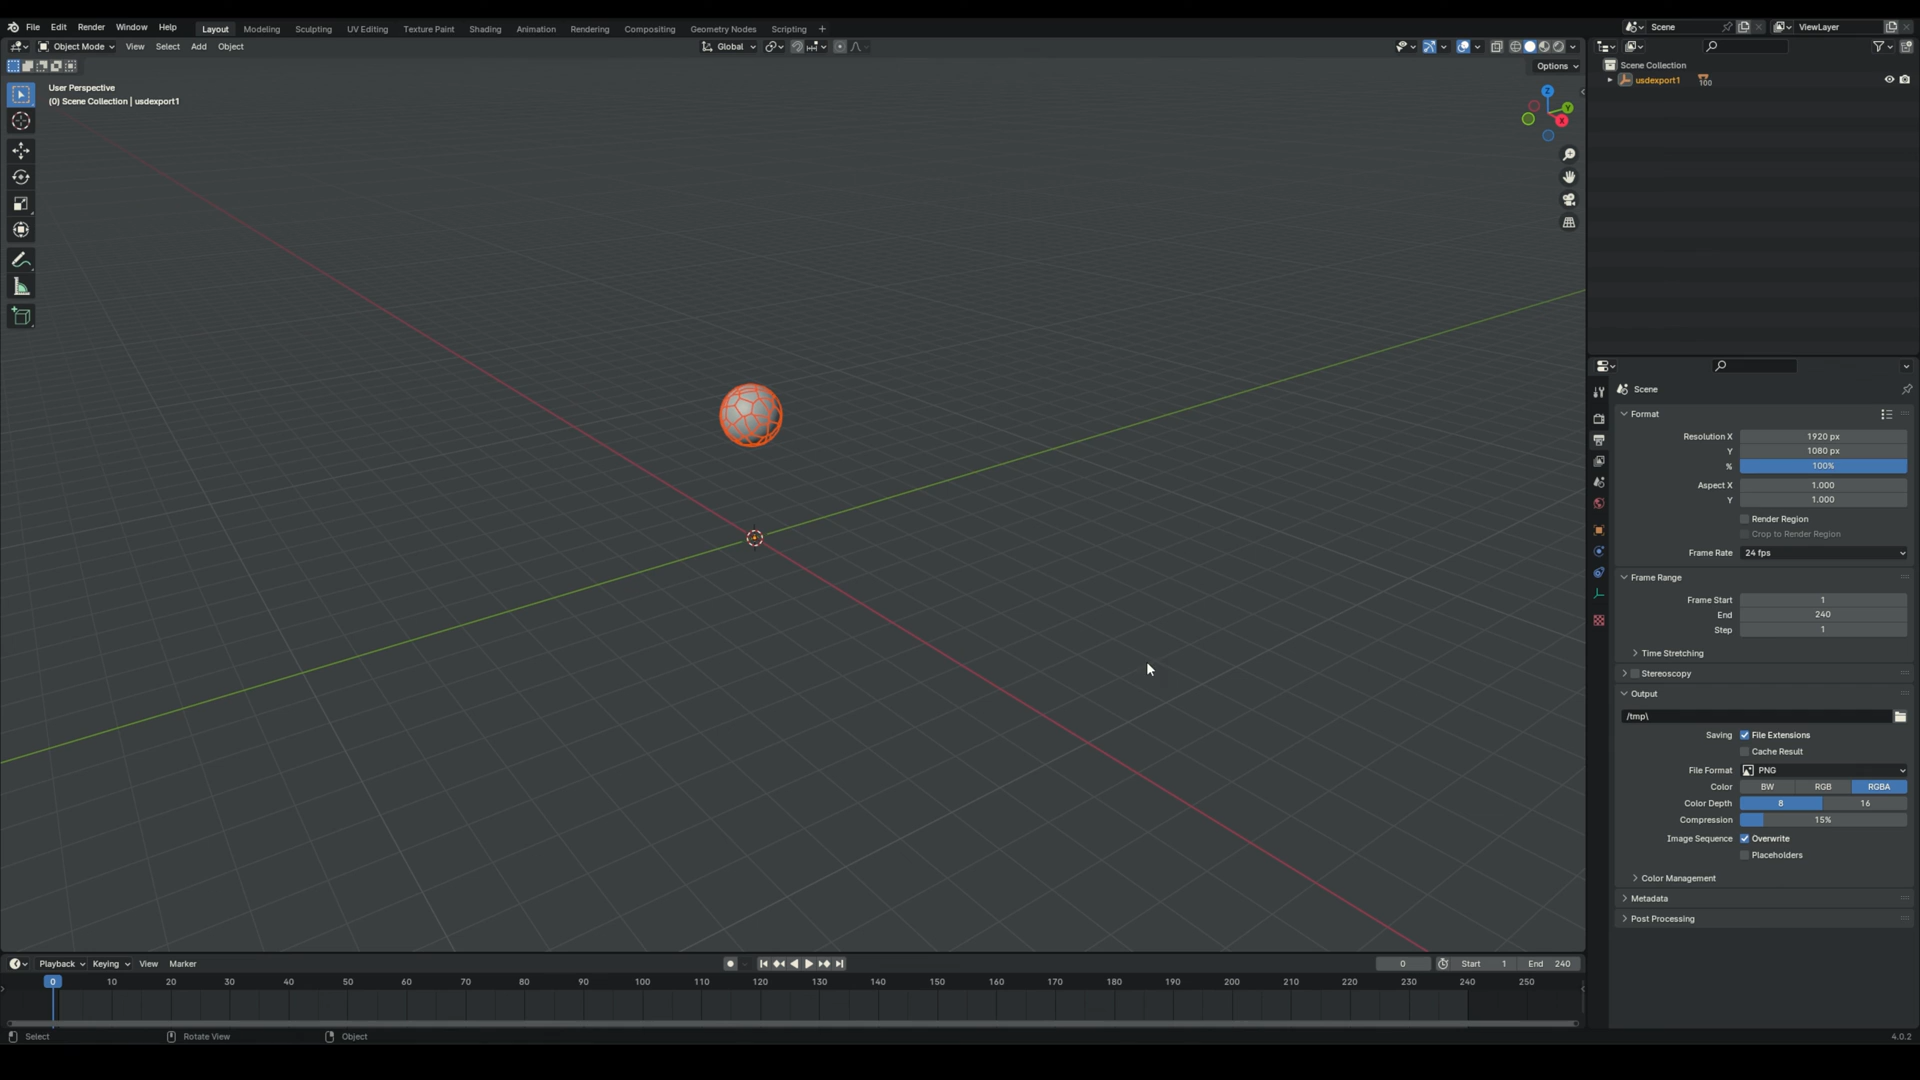 File Edit Render Window Help Layout Modeling Sculpting UV Editing Texture Paint Shading Animation Rendering Compositing Geometry Nodes Scripting + Scene ViewLayer
Object Mode View Select Add Object Global
Options
User Perspective
(0) Scene Collection | usdexport1
Z
Y
X
Scene Collection
usdexport1 100
Scene
Format
Resolution X 1920 px
Y 1080 px
% 100%
Aspect X 1.000
Y 1.000
Render Region
Crop to Render Region
Frame Rate 24 fps
Frame Range
Frame Start 1
End 240
Step 1
Time Stretching
Stereoscopy
Output
/tmp\
Saving File Extensions
Cache Result
File Format PNG
Color BW RGB RGBA
Color Depth 8 16
Compression 15%
Image Sequence Overwrite
Placeholders
Color Management
Metadata
Post Processing
Playback Keying View Marker 0 Start 1 End 240
0 10 20 30 40 50 60 70 80 90 100 110 120 130 140 150 160 170 180 190 200 210 220 230 240 250
Select Rotate View Object 4.0.2